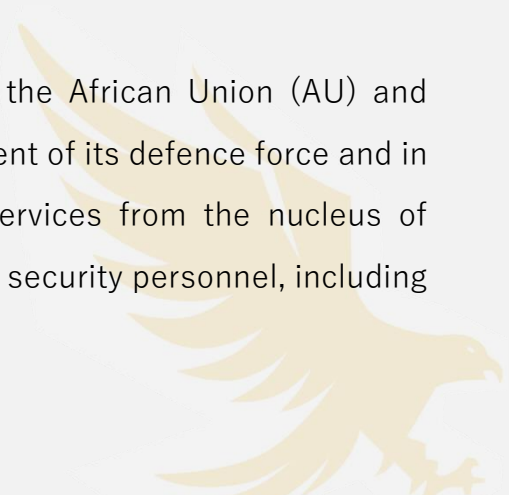 the African Union (AU) and
ent of its defence force and in
ervices from the nucleus of
security personnel, including